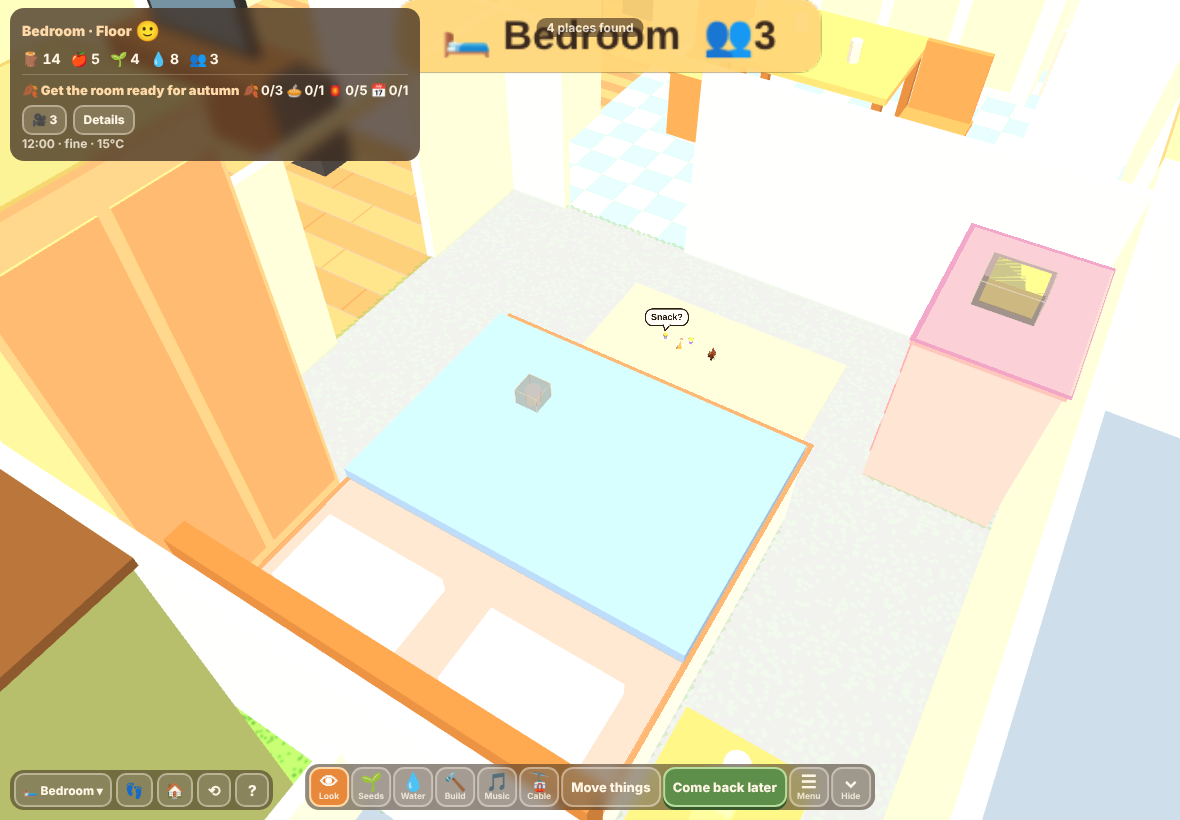 Bedroom · Floor 🙂
🪵 14 🍎 5 🌱 4 💧 8 👥 3
🍂 Get the room ready for autumn 🍂 0/3 🥧 0/1 🏮 0/5 📅 0/1
🎥 3 Details
12:00 · fine · 15°C
🛏️ Bedroom 👥3
4 places found
Snack?
🛏️ Bedroom ▾ 👣 🏠 ⟲ ?
Look Seeds Water Build Music Cable Move things Come back later Menu Hide